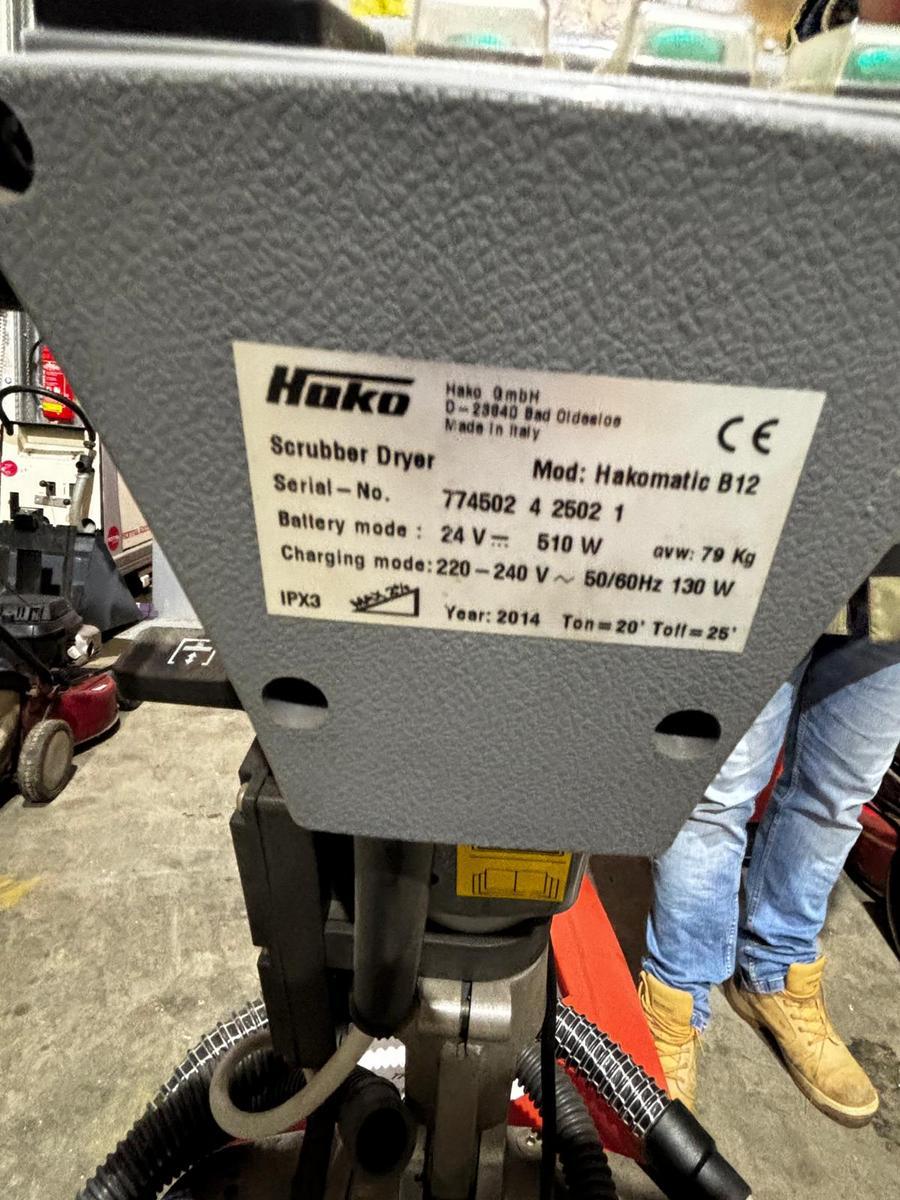 Hako
Hako GmbH
D-23840 Bad Oldesloe
Made in Italy
CE
Scrubber Dryer
Mod: Hakomatic B12
Serial-No. 774502 4 2502 1
Battery mode: 24 V⎓ 510 W
GVW: 79 Kg
Charging mode: 220-240 V ~ 50/60Hz 130 W
IPX3
MAX 2%
Year: 2014 Ton=20' Toff=25'